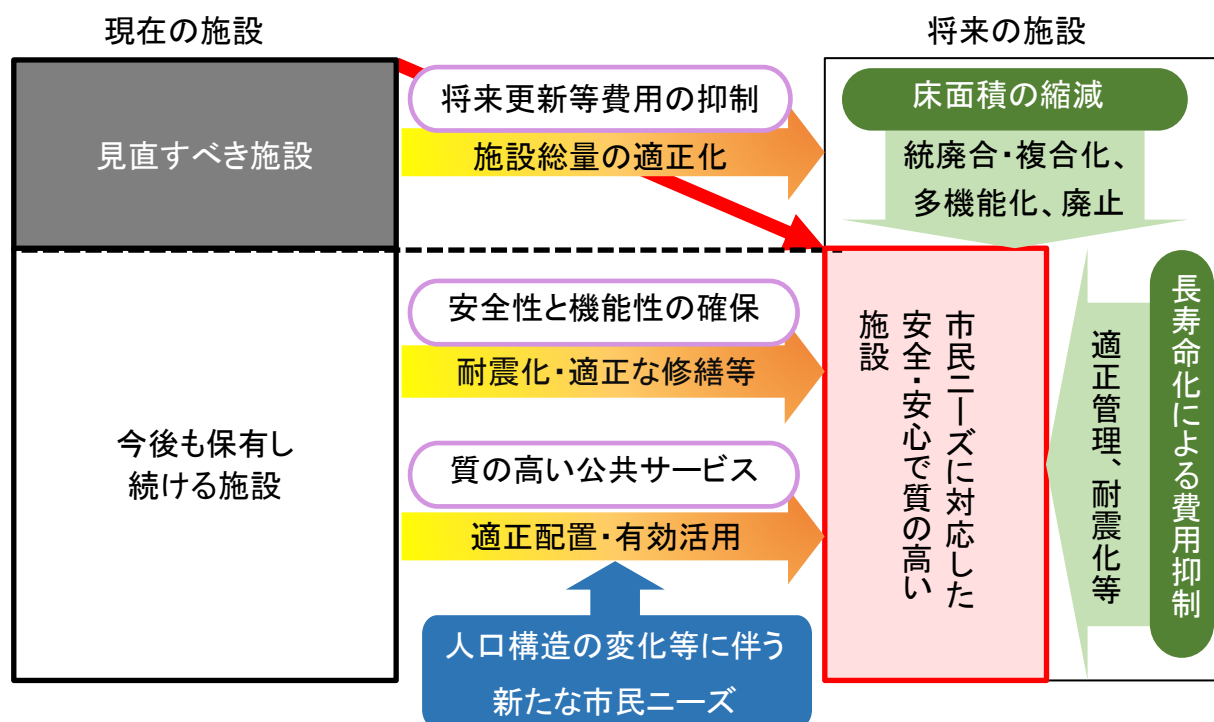 現在の施設
将来の施設
見直すべき施設
将来更新等費用の抑制
施設総量の適正化
床面積の縮減
統廃合・複合化、
多機能化、廃止
今後も保有し
続ける施設
安全性と機能性の確保
耐震化・適正な修繕等
質の高い公共サービス
適正配置・有効活用
人口構造の変化等に伴う
新たな市民ニーズ
市民ニーズに対応した
安全・安心で質の高い
施設
適正管理、耐震化等
長寿命化による費用抑制